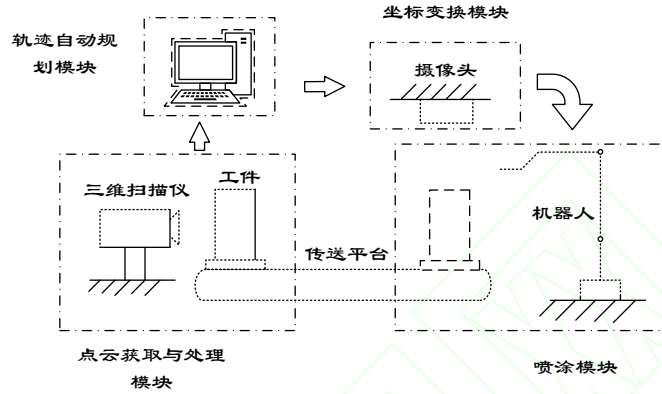 坐标变换模块
轨迹自动规
划模块
摄像头
三维扫描仪
工件
机器人
传送平台
点云获取与处理
模块
喷涂模块